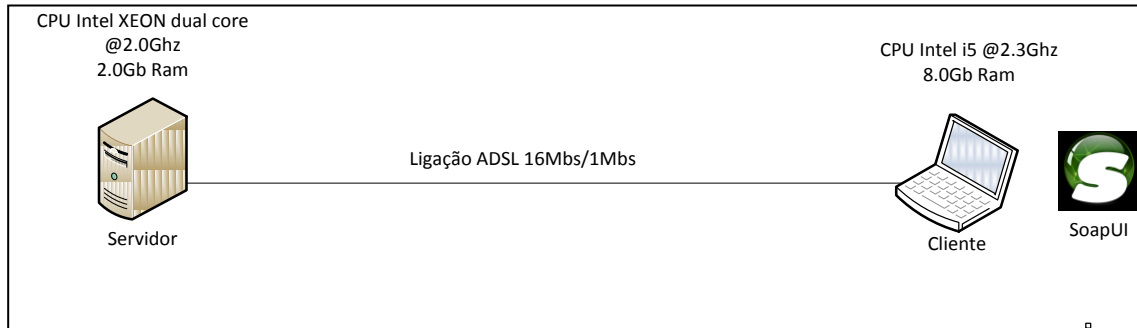 CPU Intel XEON dual core
@2.0Ghz
2.0Gb Ram
CPU Intel i5 @2.3Ghz
8.0Gb Ram
Ligação ADSL 16Mbs/1Mbs
Servidor
Cliente
S
SoapUI